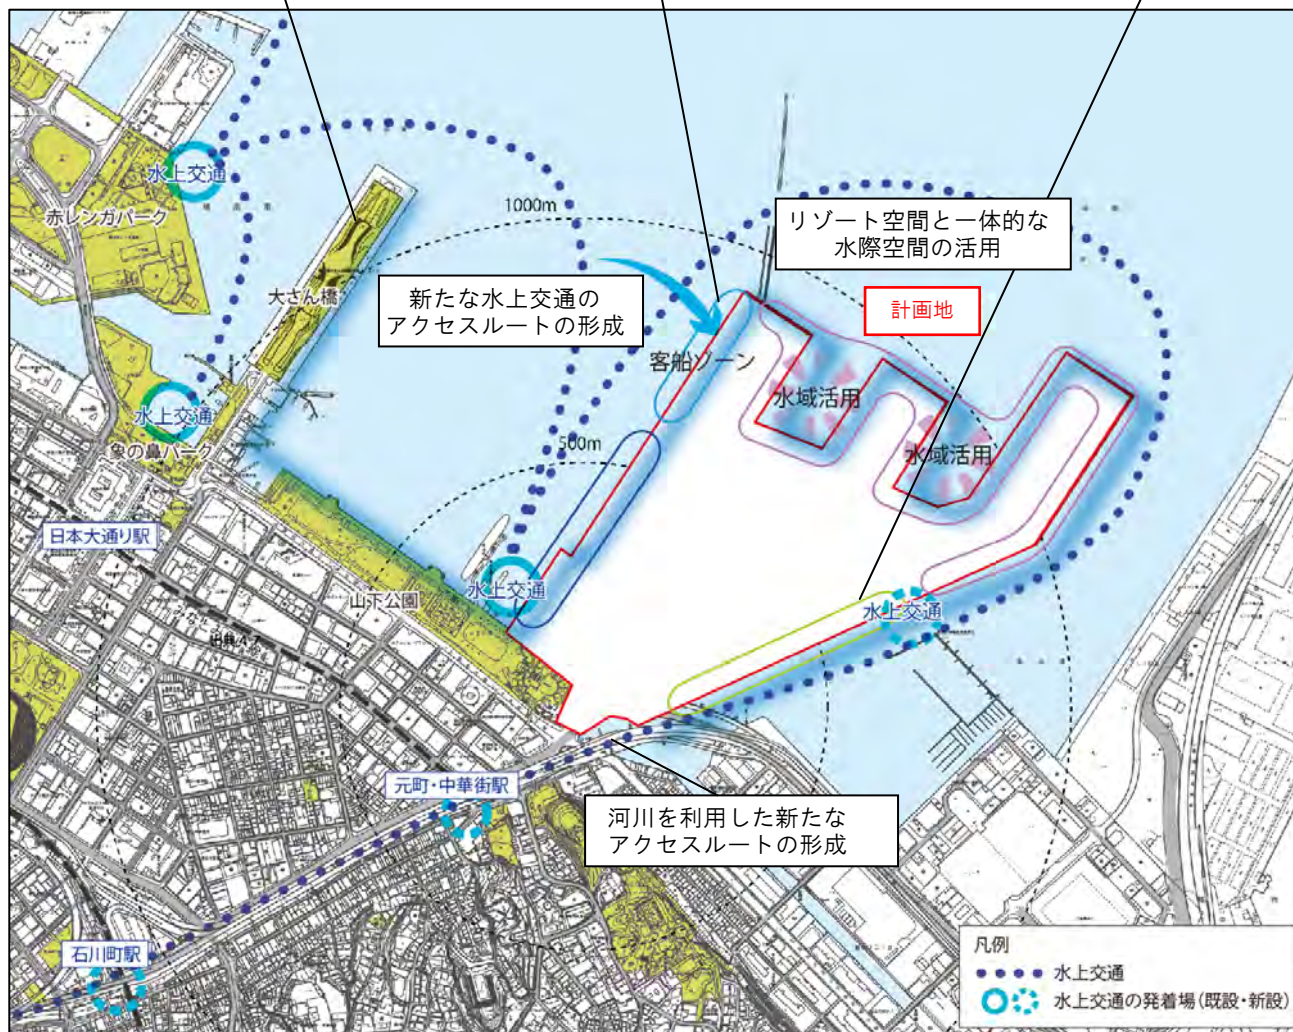 水上交通
赤レンガパーク
1000m
リゾート空間と一体的な
水際空間の活用
大さん橋
新たな水上交通の
アクセスルートの形成
計画地
客船ゾーン
水域活用
水上交通
象の鼻パーク
500m
水域活用
日本大通り駅
山下公園
水上交通
水上交通
元町・中華街駅
河川を利用した新たな
アクセスルートの形成
石川町駅
凡例
水上交通
水上交通の発着場(既設・新設)